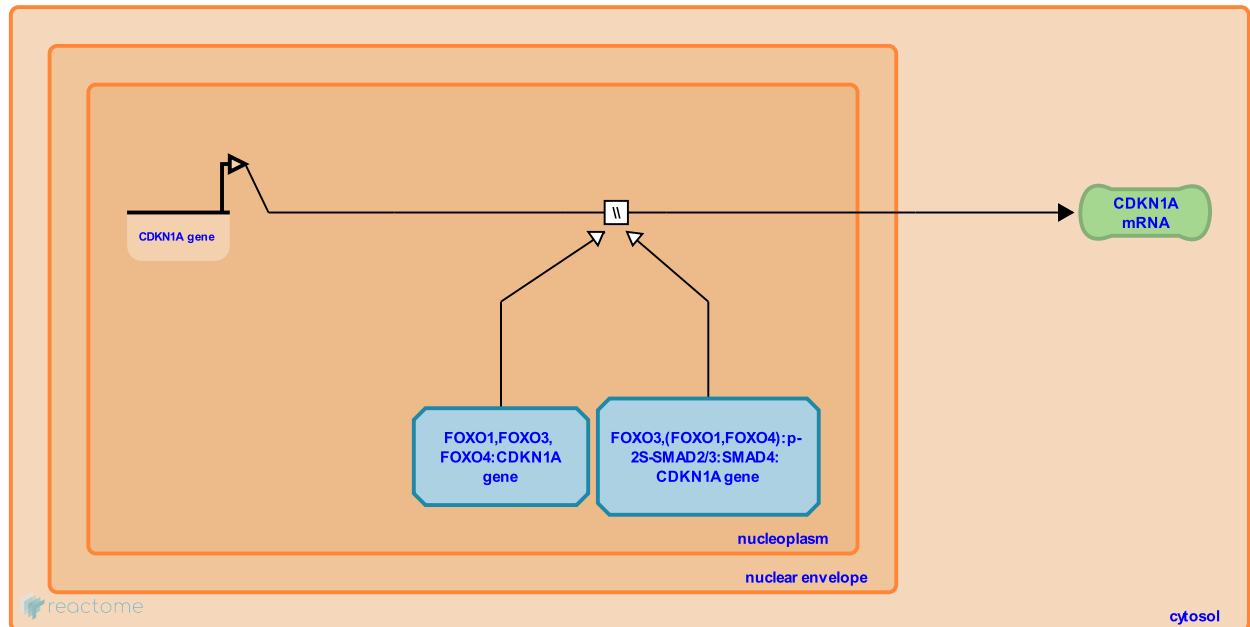 CDKN1A gene
\\
CDKN1A
mRNA
FOXO1,FOXO3,
FOXO4:CDKN1A
gene
FOXO3,(FOXO1,FOXO4):p-
2S-SMAD2/3:SMAD4:
CDKN1A gene
nucleoplasm
nuclear envelope
reactome
cytosol